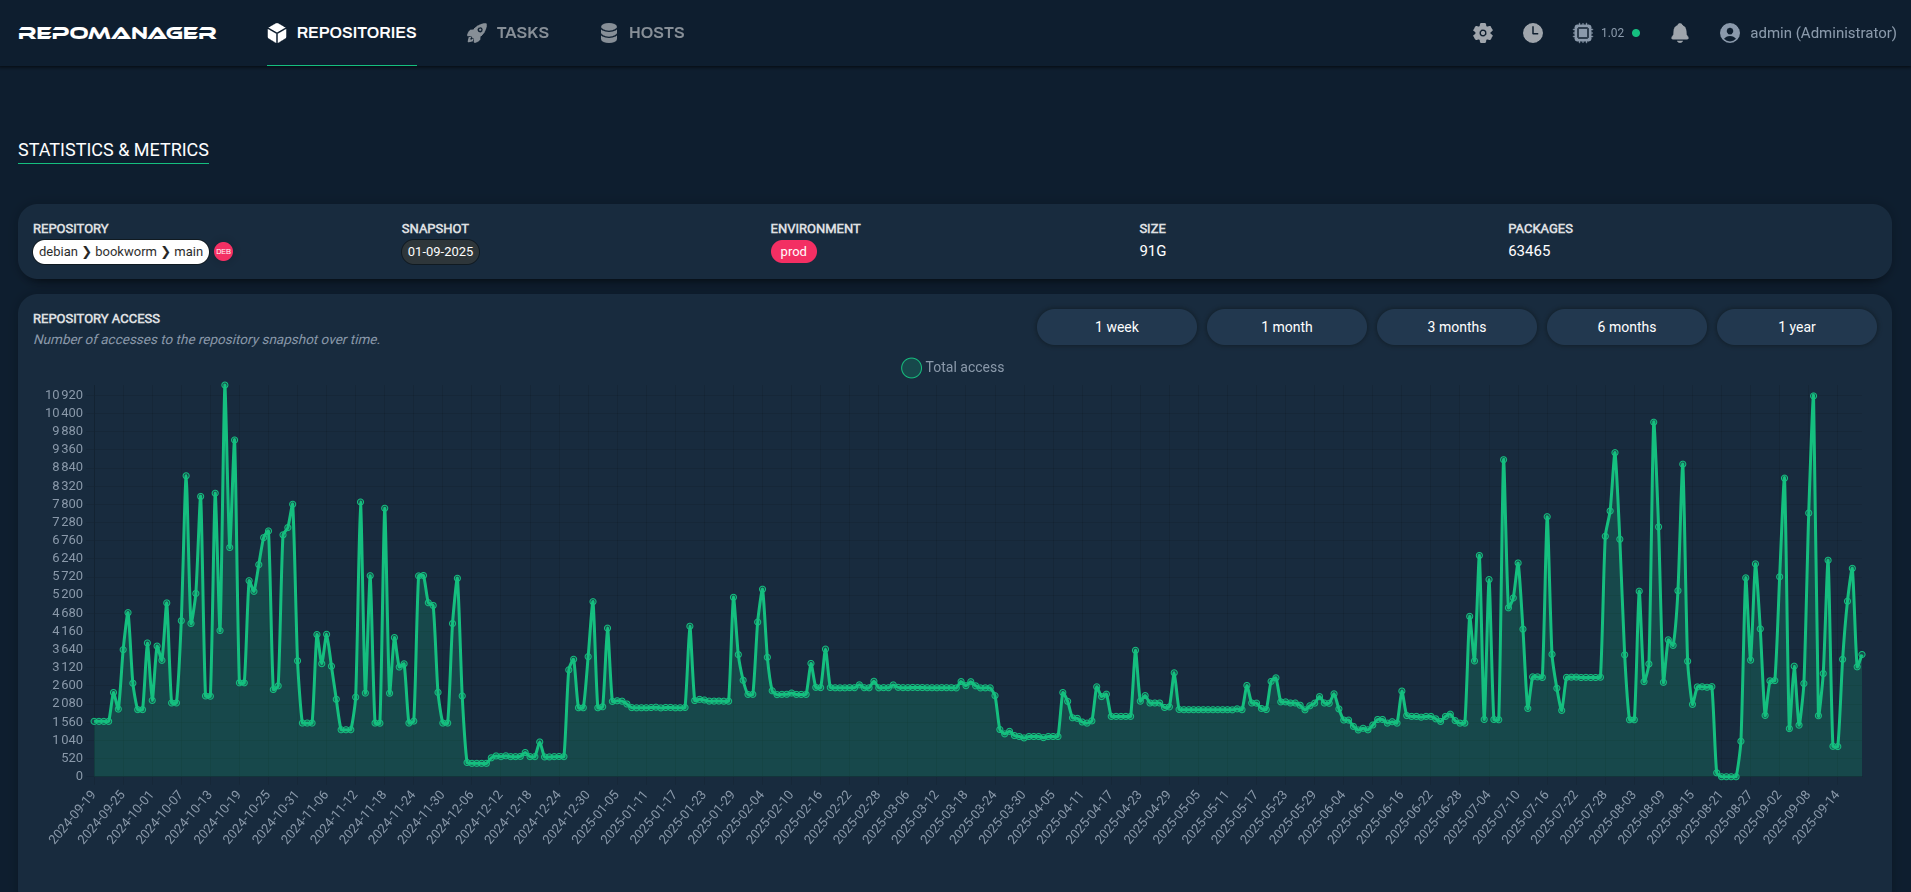 REPOMANAGER REPOSITORIES TASKS HOSTS 1.02 admin (Administrator)
STATISTICS & METRICS
REPOSITORY SNAPSHOT ENVIRONMENT SIZE PACKAGES
debian ❯ bookworm ❯ main DEB 01-09-2025 prod 91G 63465
REPOSITORY ACCESS
Number of accesses to the repository snapshot over time.
1 week 1 month 3 months 6 months 1 year
Total access
10 920
10 400
9 880
9 360
8 840
8 320
7 800
7 280
6 760
6 240
5 720
5 200
4 680
4 160
3 640
3 120
2 600
2 080
1 560
1 040
520
0
2024-09-19 2024-09-25 2024-10-01 2024-10-07 2024-10-13 2024-10-19 2024-10-25 2024-10-31 2024-11-06 2024-11-12 2024-11-18 2024-11-24 2024-11-30 2024-12-06 2024-12-12 2024-12-18 2024-12-24 2024-12-30 2025-01-05 2025-01-11 2025-01-17 2025-01-23 2025-01-29 2025-02-04 2025-02-10 2025-02-16 2025-02-22 2025-02-28 2025-03-06 2025-03-12 2025-03-18 2025-03-24 2025-03-30 2025-04-05 2025-04-11 2025-04-17 2025-04-23 2025-04-29 2025-05-05 2025-05-11 2025-05-17 2025-05-23 2025-05-29 2025-06-04 2025-06-10 2025-06-16 2025-06-22 2025-06-28 2025-07-04 2025-07-10 2025-07-16 2025-07-22 2025-07-28 2025-08-03 2025-08-09 2025-08-15 2025-08-21 2025-08-27 2025-09-02 2025-09-08 2025-09-14